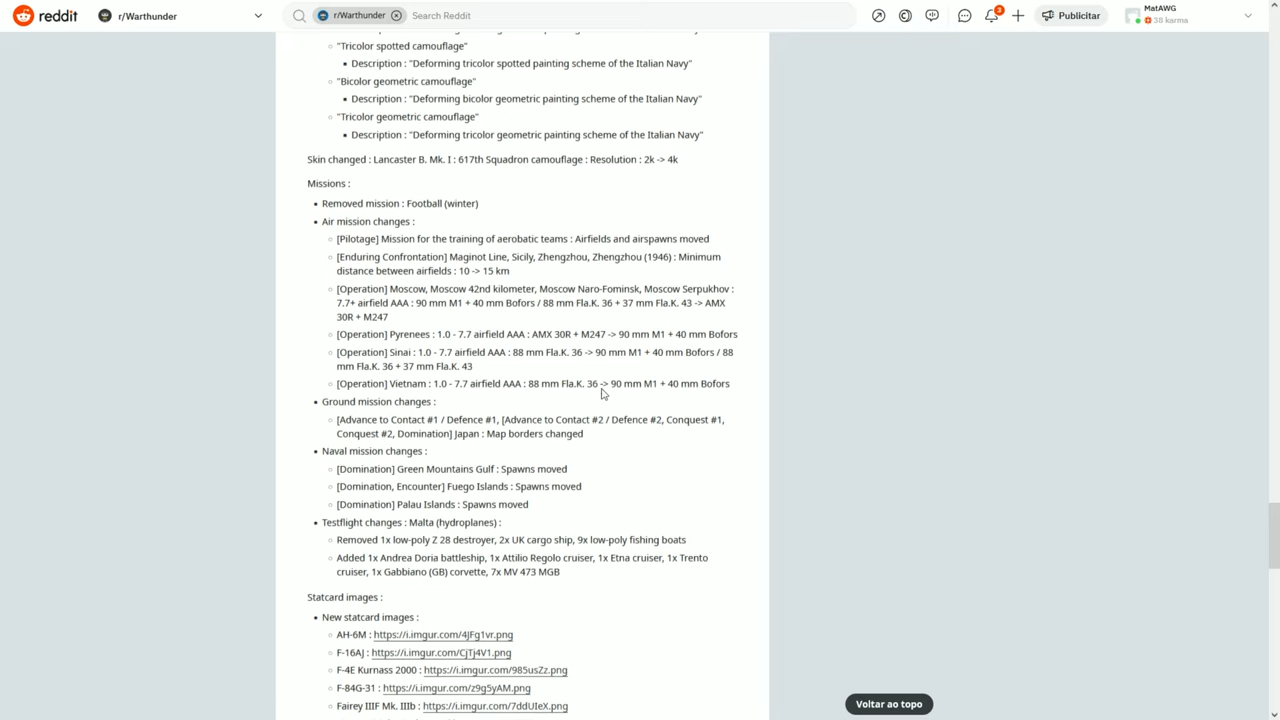 reddit
r/Warthunder
r/Warthunder
Search Reddit
3
Publicitar
MatAWG
38 karma
"Tricolor spotted camouflage"
Description : "Deforming tricolor spotted painting scheme of the Italian Navy"
"Bicolor geometric camouflage"
Description : "Deforming bicolor geometric painting scheme of the Italian Navy"
"Tricolor geometric camouflage"
Description : "Deforming tricolor geometric painting scheme of the Italian Navy"
Skin changed : Lancaster B. Mk. I : 617th Squadron camouflage : Resolution : 2k -> 4k
Missions :
Removed mission : Football (winter)
Air mission changes :
[Pilotage] Mission for the training of aerobatic teams : Airfields and airspawns moved
[Enduring Confrontation] Maginot Line, Sicily, Zhengzhou, Zhengzhou (1946) : Minimum
distance between airfields : 10 -> 15 km
[Operation] Moscow, Moscow 42nd kilometer, Moscow Naro-Fominsk, Moscow Serpukhov :
7.7+ airfield AAA : 90 mm M1 + 40 mm Bofors / 88 mm Fla.K. 36 + 37 mm Fla.K. 43 -> AMX
30R + M247
[Operation] Pyrenees : 1.0 - 7.7 airfield AAA : AMX 30R + M247 -> 90 mm M1 + 40 mm Bofors
[Operation] Sinai : 1.0 - 7.7 airfield AAA : 88 mm Fla.K. 36 -> 90 mm M1 + 40 mm Bofors / 88
mm Fla.K. 36 + 37 mm Fla.K. 43
[Operation] Vietnam : 1.0 - 7.7 airfield AAA : 88 mm Fla.K. 36 -> 90 mm M1 + 40 mm Bofors
Ground mission changes :
[Advance to Contact #1 / Defence #1, [Advance to Contact #2 / Defence #2, Conquest #1,
Conquest #2, Domination] Japan : Map borders changed
Naval mission changes :
[Domination] Green Mountains Gulf : Spawns moved
[Domination, Encounter] Fuego Islands : Spawns moved
[Domination] Palau Islands : Spawns moved
Testflight changes : Malta (hydroplanes) :
Removed 1x low-poly Z 28 destroyer, 2x UK cargo ship, 9x low-poly fishing boats
Added 1x Andrea Doria battleship, 1x Attilio Regolo cruiser, 1x Etna cruiser, 1x Trento
cruiser, 1x Gabbiano (GB) corvette, 7x MV 473 MGB
Statcard images :
New statcard images :
AH-6M : https://i.imgur.com/4JFg1vr.png
F-16AJ : https://i.imgur.com/CjTj4V1.png
F-4E Kurnass 2000 : https://i.imgur.com/985usZz.png
F-84G-31 : https://i.imgur.com/z9g5yAM.png
Fairey IIIF Mk. IIIb : https://i.imgur.com/7ddUIeX.png
Voltar ao topo